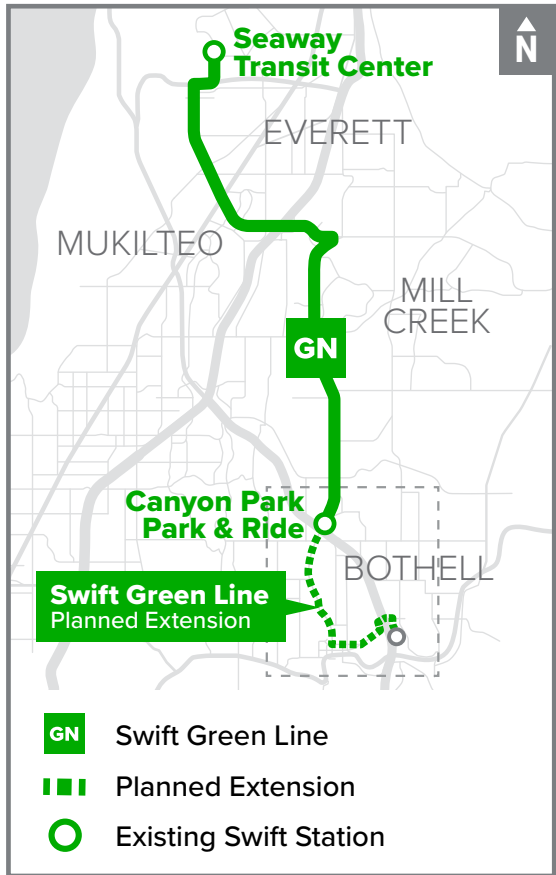 N
Seaway
Transit Center
EVERETT
MUKILTEO
MILL
CREEK
GN
Canyon Park
Park & Ride
BOTHELL
Swift Green Line
Planned Extension
GN Swift Green Line
Planned Extension
Existing Swift Station